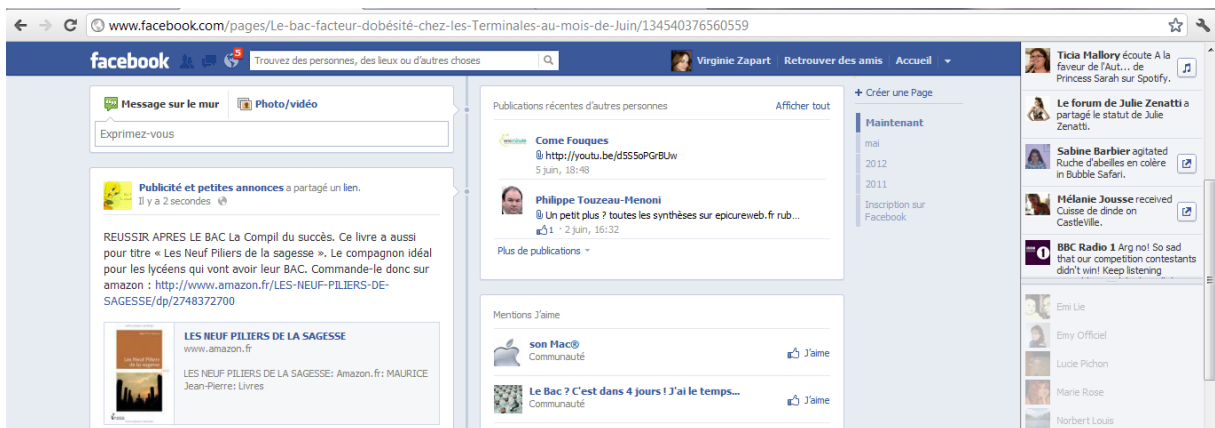 www.facebook.com/pages/Le-bac-facteur-dobésité-chez-les-Terminales-au-mois-de-Juin/134540376560559
facebook
5
Trouvez des personnes, des lieux ou d'autres choses
Virginie Zapart
Retrouver des amis
Accueil
Message sur le mur
Photo/vidéo
Exprimez-vous
Publicité et petites annonces a partagé un lien.
Il y a 2 secondes
REUSSIR APRES LE BAC La Compil du succès. Ce livre a aussi
pour titre « Les Neuf Piliers de la sagesse ». Le compagnon idéal
pour les lycéens qui vont avoir leur BAC. Commande-le donc sur
amazon : http://www.amazon.fr/LES-NEUF-PILIERS-DE-
SAGESSE/dp/2748372700
Les Neuf Piliers
de la sagesse
LES NEUF PILIERS DE LA SAGESSE
www.amazon.fr
LES NEUF PILIERS DE LA SAGESSE: Amazon.fr: MAURICE
Jean-Pierre: Livres
Publications récentes d'autres personnes
Afficher tout
Come Fouques
http://youtu.be/d5S5oPGrBUw
5 juin, 18:48
Philippe Touzeau-Menoni
Un petit plus ? toutes les synthèses sur epicureweb.fr rub...
1 · 2 juin, 16:32
Plus de publications
Mentions J'aime
son Mac®
Communauté
J'aime
Le Bac ? C'est dans 4 jours ! J'ai le temps...
Communauté
J'aime
+ Créer une Page
Maintenant
mai
2012
2011
Inscription sur
Facebook
Ticia Mallory écoute A la
faveur de l'Aut... de
Princess Sarah sur Spotify.
Le forum de Julie Zenatti a
partagé le statut de Julie
Zenatti.
Sabine Barbier agitated
Ruche d'abeilles en colère
in Bubble Safari.
Mélanie Jousse received
Cuisse de dinde on
CastleVille.
BBC Radio 1 Arg no! So sad
that our competition contestants
didn't win! Keep listening
Emi Lie
Emy Officiel
Lucie Pichon
Marie Rose
Norbert Louis